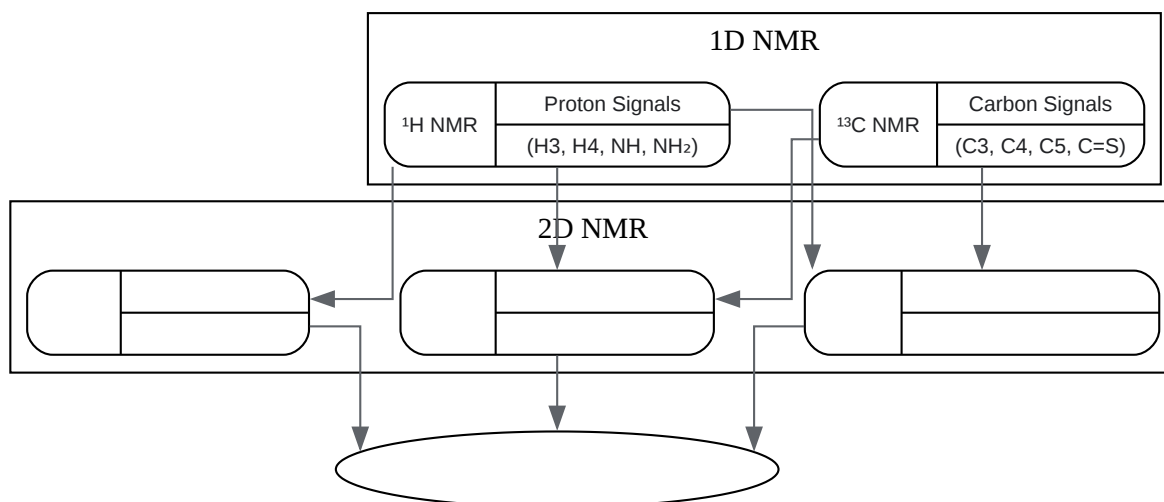 1D NMR
¹H NMR
Proton Signals
(H3, H4, NH, NH₂)
¹³C NMR
Carbon Signals
(C3, C4, C5, C=S)
2D NMR